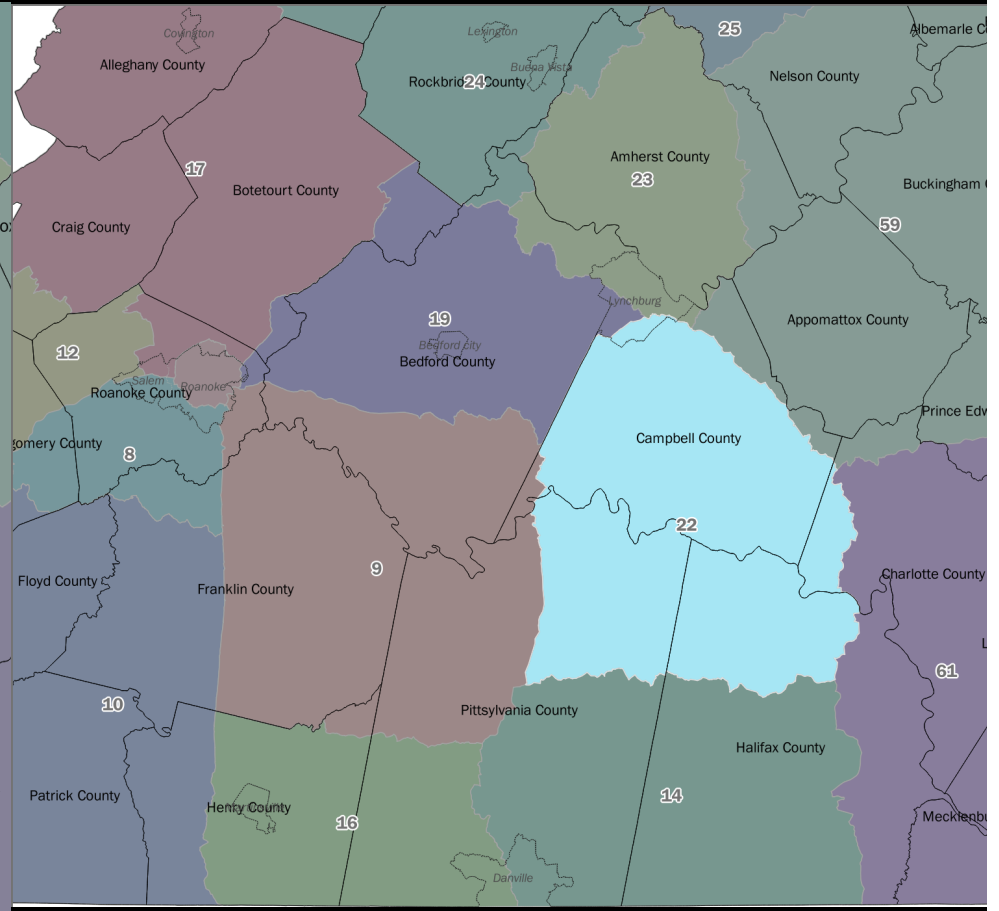 25
Albemarle C
Covington
Lexington
Alleghany County
Buena Vista
Nelson County
Rockbridge County
24
Amherst County
17
23
Botetourt County
Buckingham C
Craig County
59
Lynchburg
19
Appomattox County
Bedford city
12
Bedford County
Salem
Roanoke
Roanoke County
Prince Edw
Campbell County
gomery County
8
22
9
Floyd County
Franklin County
Charlotte County
L
61
10
Pittsylvania County
Halifax County
Patrick County
14
Henry County
16
Mecklenbu
Danville